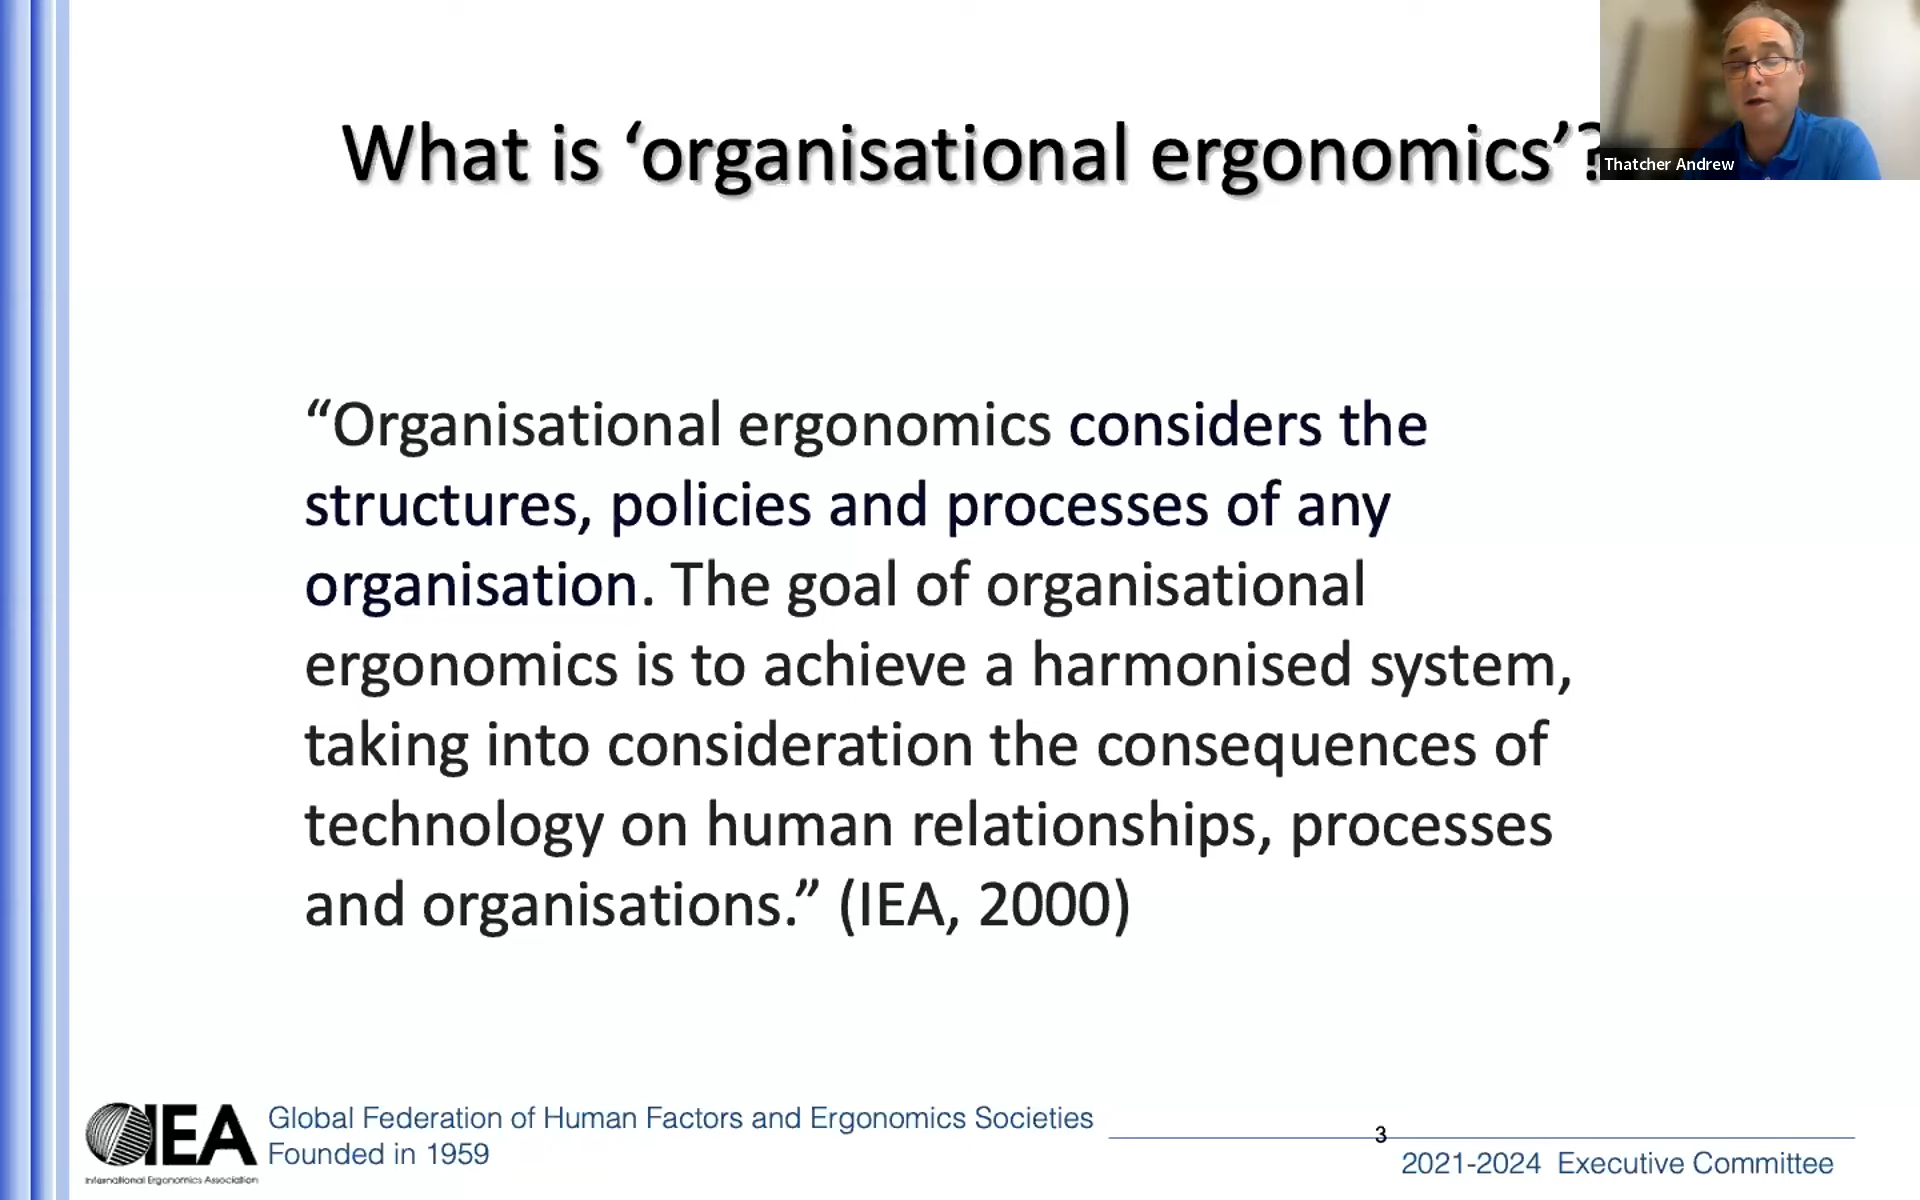 What is ‘organisational ergonomics’?
Thatcher Andrew
“Organisational ergonomics considers the
structures, policies and processes of any
organisation. The goal of organisational
ergonomics is to achieve a harmonised system,
taking into consideration the consequences of
technology on human relationships, processes
and organisations.” (IEA, 2000)
IEA
International Ergonomics Association
Global Federation of Human Factors and Ergonomics Societies
Founded in 1959
3
2021-2024 Executive Committee